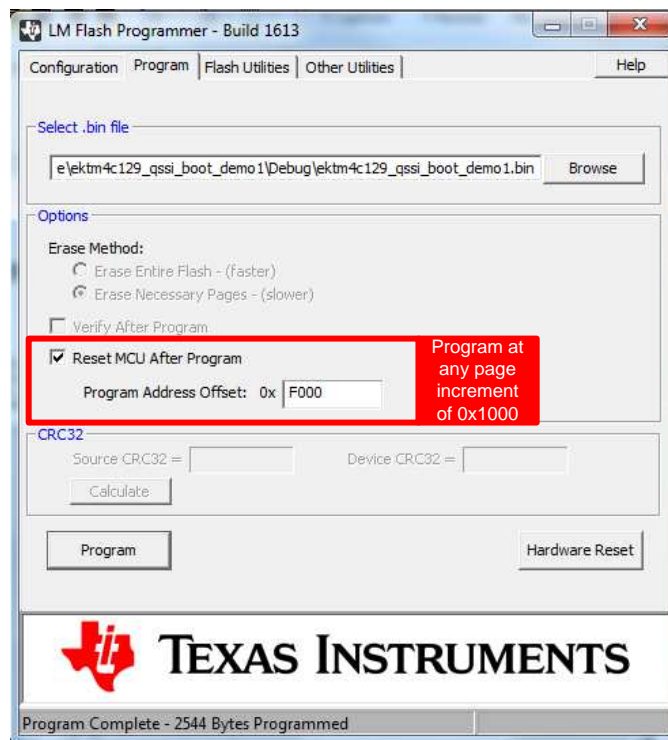 LM Flash Programmer - Build 1613
Configuration Program Flash Utilities Other Utilities Help
Select .bin file
e\ektm4c129_qssi_boot_demo1\Debug\ektm4c129_qssi_boot_demo1.bin Browse
Options
Erase Method:
Erase Entire Flash - (faster)
Erase Necessary Pages - (slower)
Verify After Program
Reset MCU After Program
Program Address Offset: 0x F000
Program at
any page
increment
of 0x1000
CRC32
Source CRC32 = Device CRC32 =
Calculate
Program Hardware Reset
TEXAS INSTRUMENTS
Program Complete - 2544 Bytes Programmed